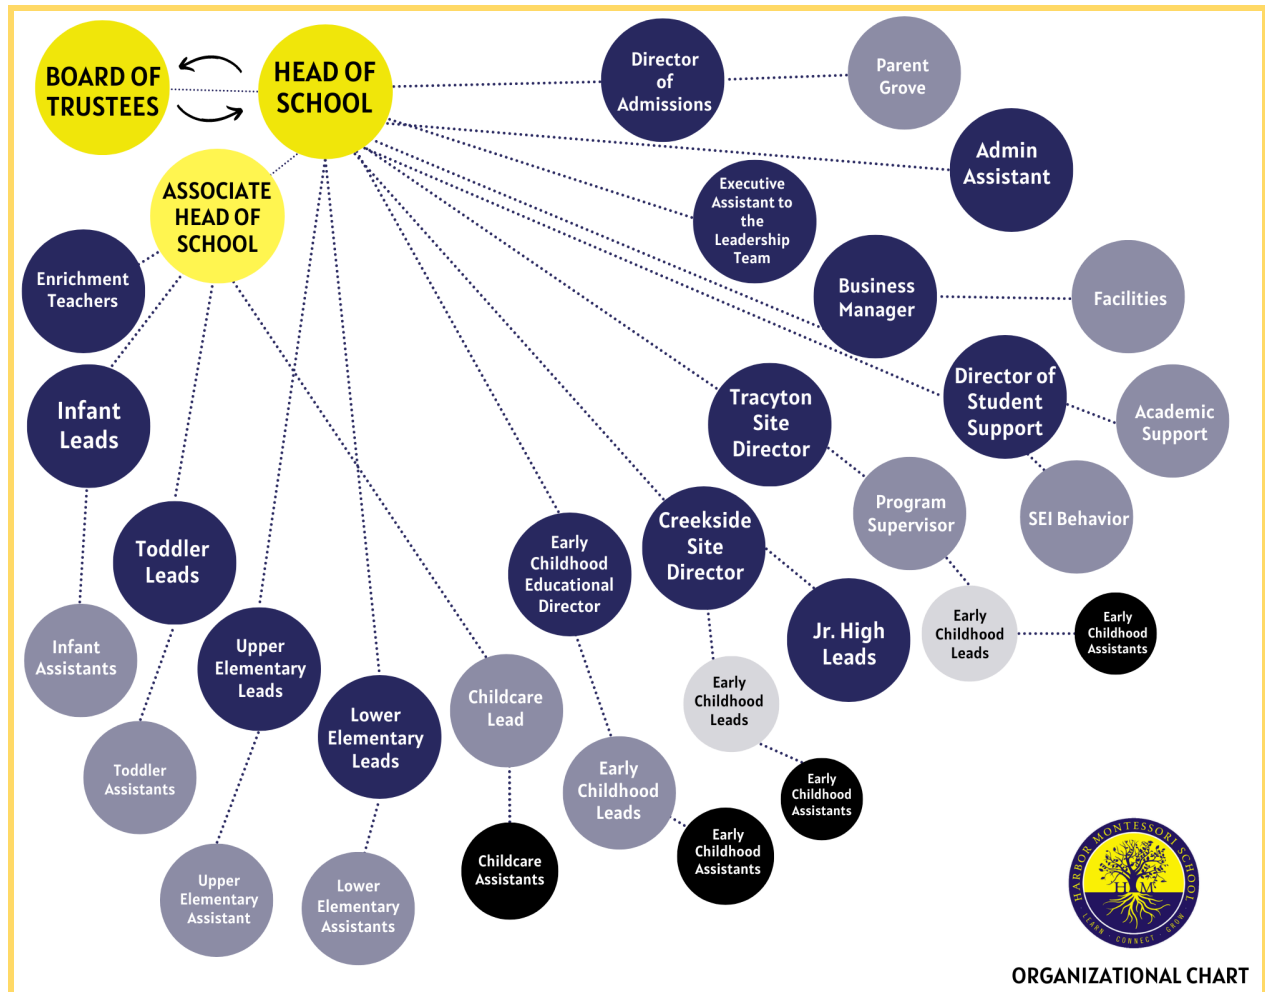 BOARD OF
TRUSTEES
HEAD OF
SCHOOL
Director
of
Admissions
Parent
Grove
Admin
Assistant
ASSOCIATE
HEAD OF
SCHOOL
Executive
Assistant to
the
Leadership
Team
Enrichment
Teachers
Business
Manager
Facilities
Infant
Leads
Tracyton
Site
Director
Director of
Student
Support
Academic
Support
Program
Supervisor
SEI Behavior
Toddler
Leads
Early
Childhood
Educational
Director
Creekside
Site
Director
Jr. High
Leads
Early
Childhood
Leads
Early
Childhood
Assistants
Infant
Assistants
Upper
Elementary
Leads
Lower
Elementary
Leads
Childcare
Lead
Early
Childhood
Leads
Early
Childhood
Assistants
Toddler
Assistants
Early
Childhood
Leads
Early
Childhood
Assistants
Upper
Elementary
Assistant
Lower
Elementary
Assistants
Childcare
Assistants
HARBOR MONTESSORI SCHOOL
H M
LEARN · CONNECT · GROW
ORGANIZATIONAL CHART